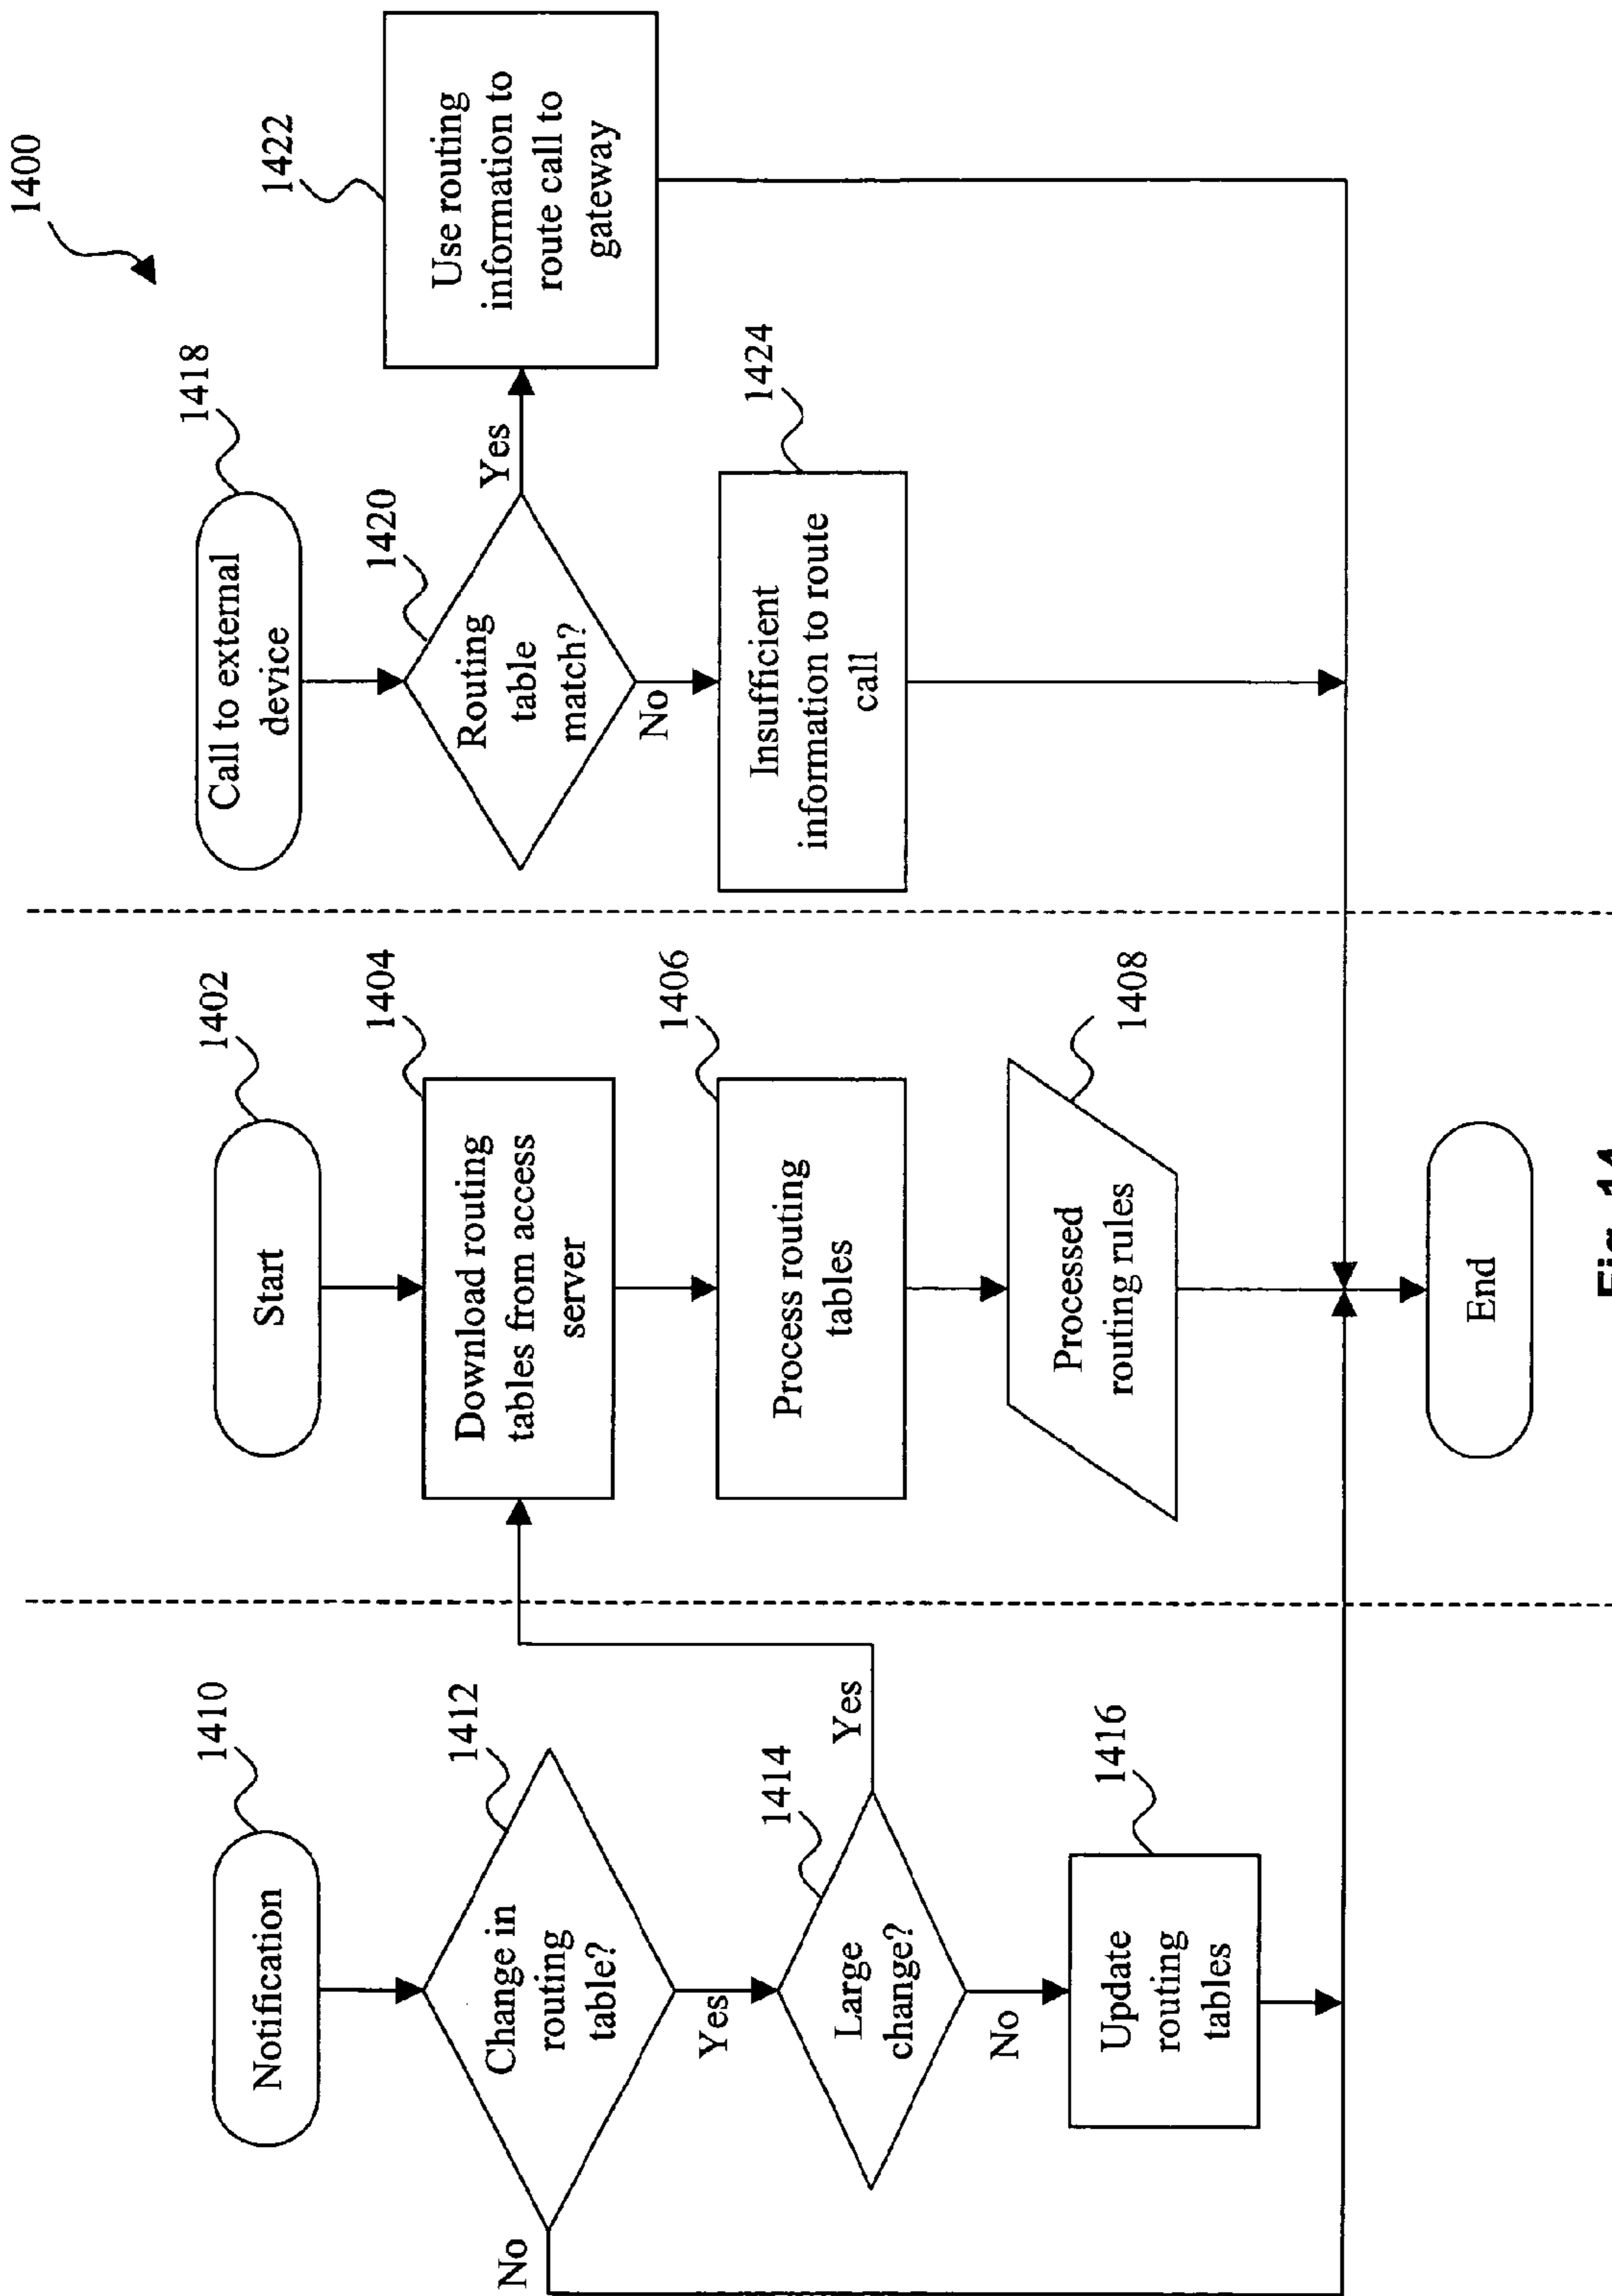 1400
1410
Notification
1412
Change in
routing
table?
No
Yes
1414
Large
change?
Yes
No
1416
Update
routing
tables
1402
Start
1404
Download routing
tables from access
server
1406
Process routing
tables
1408
Processed
routing rules
End
1418
Call to external
device
1420
Routing
table
match?
Yes
No
1422
Use routing
information to
route call to
gateway
1424
Insufficient
information to route
call
Fig. 14